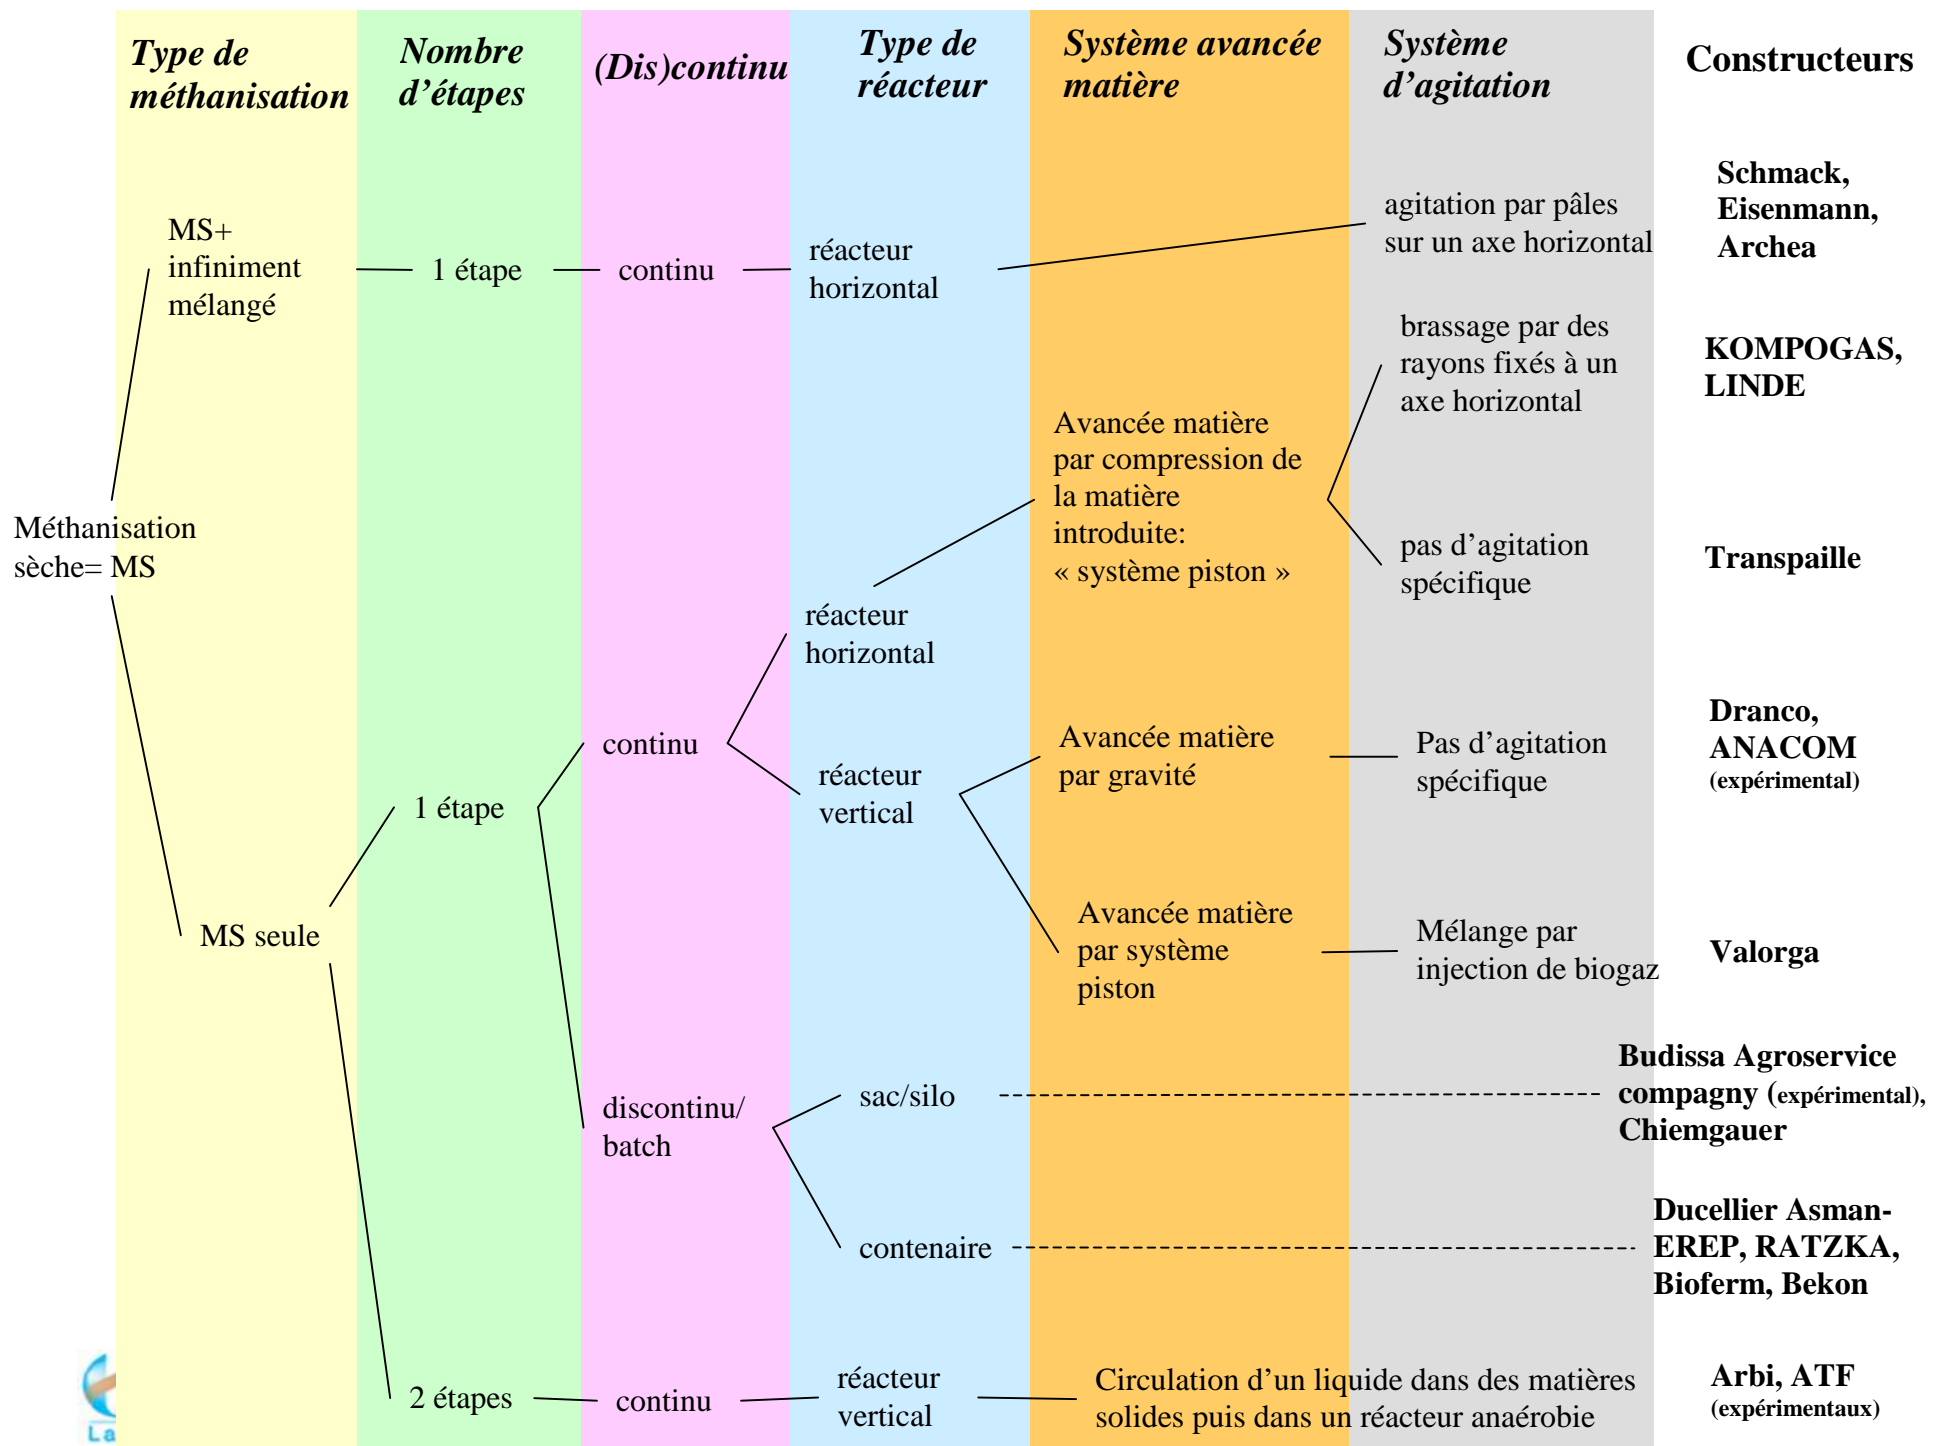 Type de
méthanisation
Nombre
d’étapes
(Dis)continu
Type de
réacteur
Système avancée
matière
Système
d’agitation
Constructeurs
MS+
infiniment
mélangé
1 étape
continu
réacteur
horizontal
agitation par pâles
sur un axe horizontal
Schmack,
Eisenmann,
Archea
brassage par des
rayons fixés à un
axe horizontal
KOMPOGAS,
LINDE
Avancée matière
par compression de
la matière
introduite:
« système piston »
Méthanisation
sèche= MS
pas d’agitation
spécifique
Transpaille
réacteur
horizontal
continu
réacteur
vertical
Avancée matière
par gravité
Pas d’agitation
spécifique
Dranco,
ANACOM
(expérimental)
1 étape
MS seule
Avancée matière
par système
piston
Mélange par
injection de biogaz
Valorga
discontinu/
batch
sac/silo
Budissa Agroservice
compagny (expérimental),
Chiemgauer
contenaire
Ducellier Asman-
EREP, RATZKA,
Bioferm, Bekon
2 étapes
continu
réacteur
vertical
Circulation d’un liquide dans des matières
solides puis dans un réacteur anaérobie
Arbi, ATF
(expérimentaux)
La